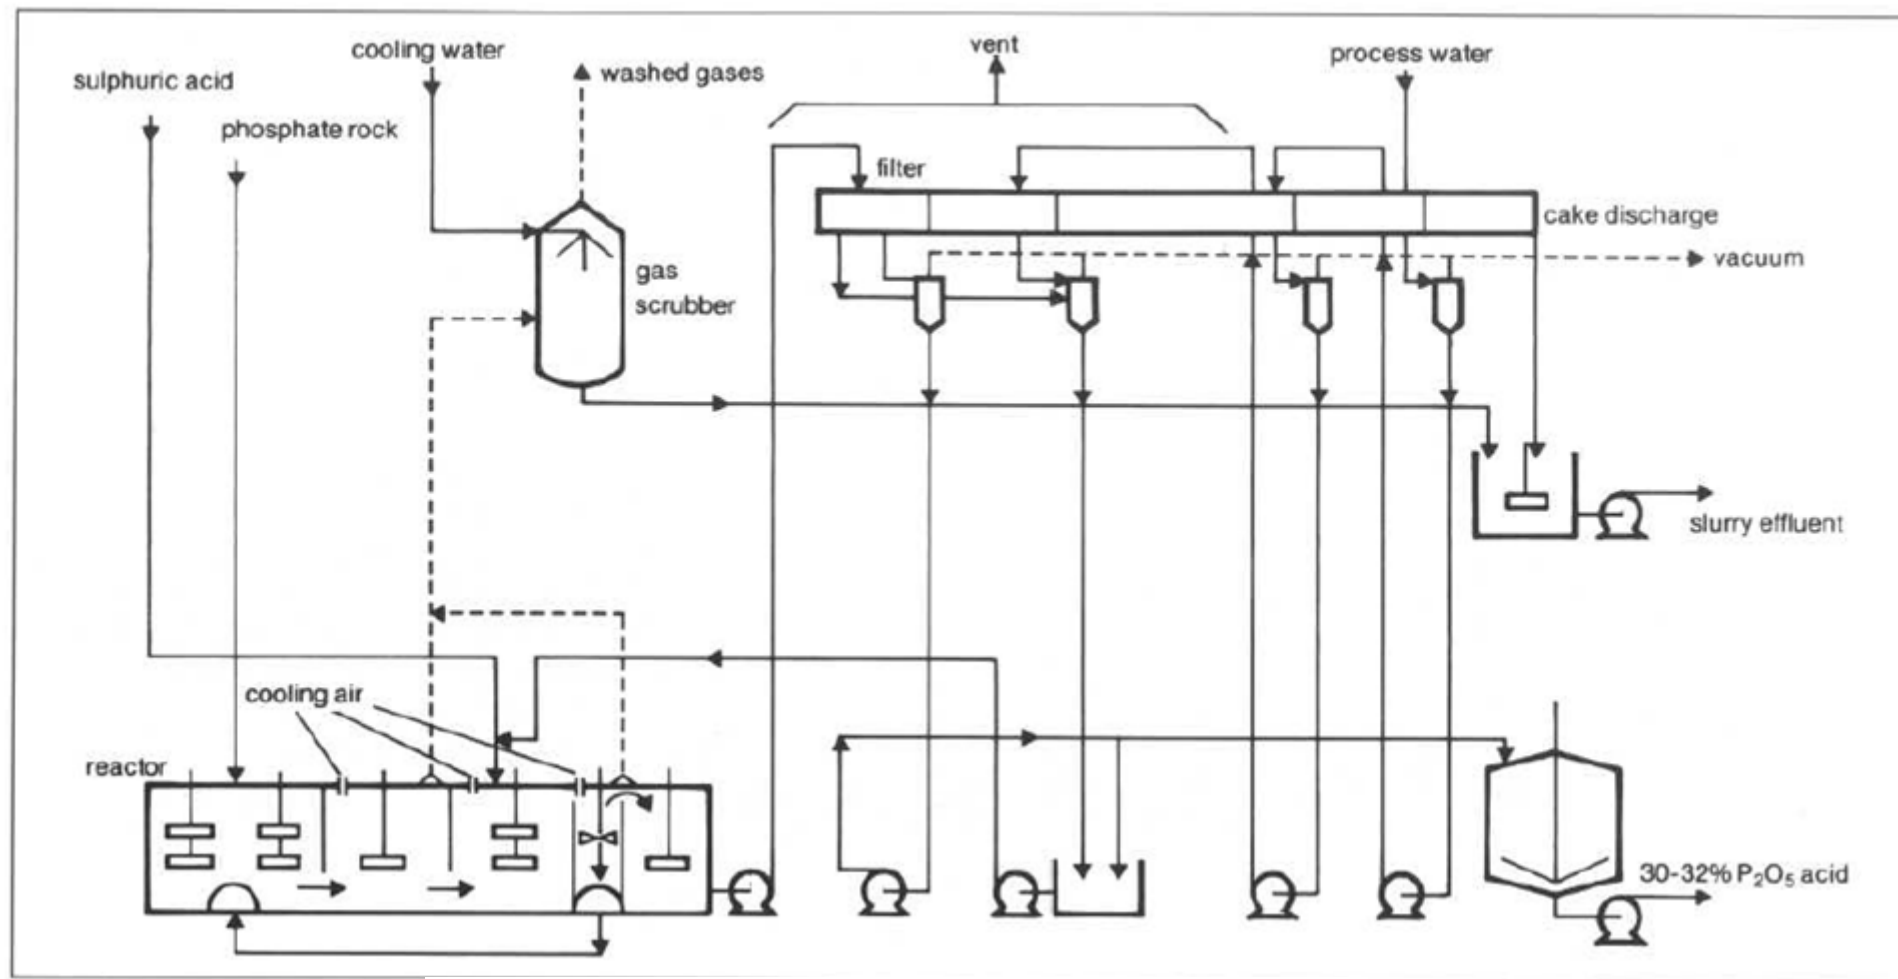 cooling water
vent
process water
sulphuric acid
washed gases
phosphate rock
filter
cake discharge
gas
scrubber
vacuum
slurry effluent
cooling air
reactor
30-32% P₂O₅ acid